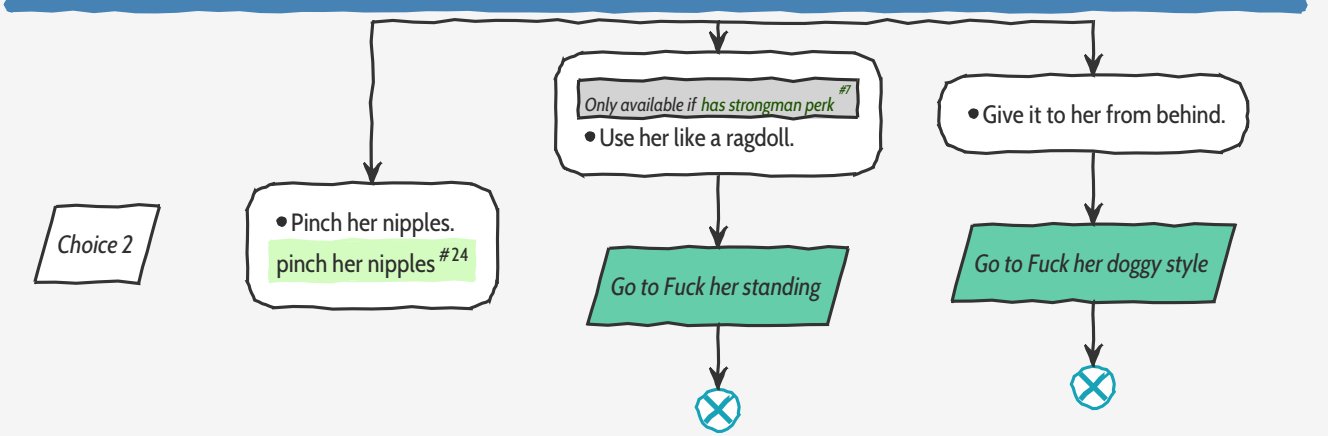 Choice 2
• Pinch her nipples.
pinch her nipples #24
Only available if has strongman perk #7
• Use her like a ragdoll.
Go to Fuck her standing
• Give it to her from behind.
Go to Fuck her doggy style